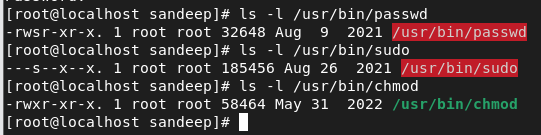 [root@localhost sandeep]# ls -l /usr/bin/passwd
-rwsr-xr-x. 1 root root 32648 Aug  9  2021 /usr/bin/passwd
[root@localhost sandeep]# ls -l /usr/bin/sudo
---s--x--x. 1 root root 185456 Aug 26  2021 /usr/bin/sudo
[root@localhost sandeep]# ls -l /usr/bin/chmod
-rwxr-xr-x. 1 root root 58464 May 31  2022 /usr/bin/chmod
[root@localhost sandeep]#